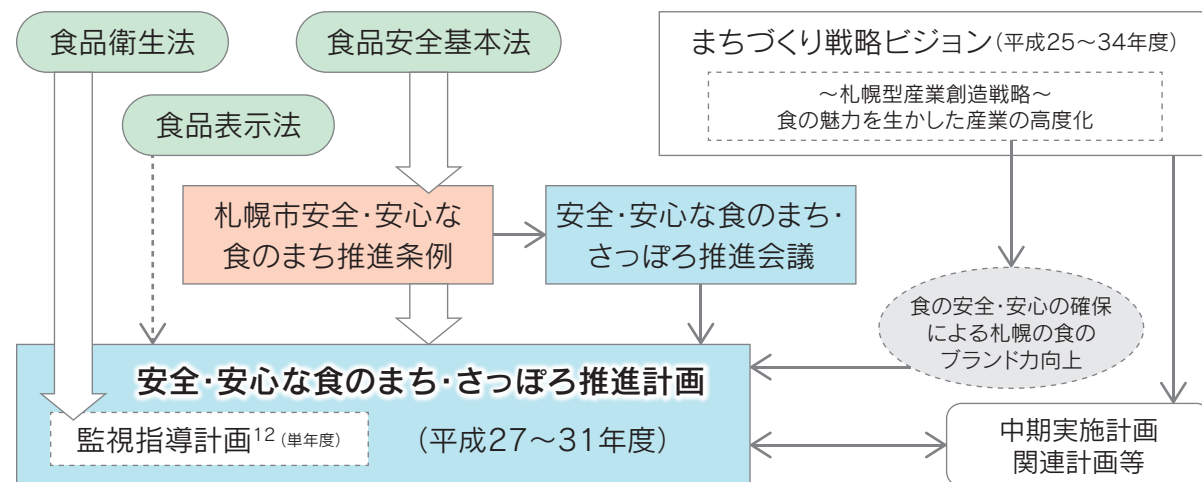 食品衛生法
食品安全基本法
まちづくり戦略ビジョン(平成25～34年度)
～札幌型産業創造戦略～
食の魅力を生かした産業の高度化
食品表示法
札幌市安全・安心な
食のまち推進条例
安全・安心な食のまち・
さっぽろ推進会議
食の安全・安心の確保
による札幌の食の
ブランド力向上
安全・安心な食のまち・さっぽろ推進計画
監視指導計画12(単年度)
(平成27～31年度)
中期実施計画
関連計画等